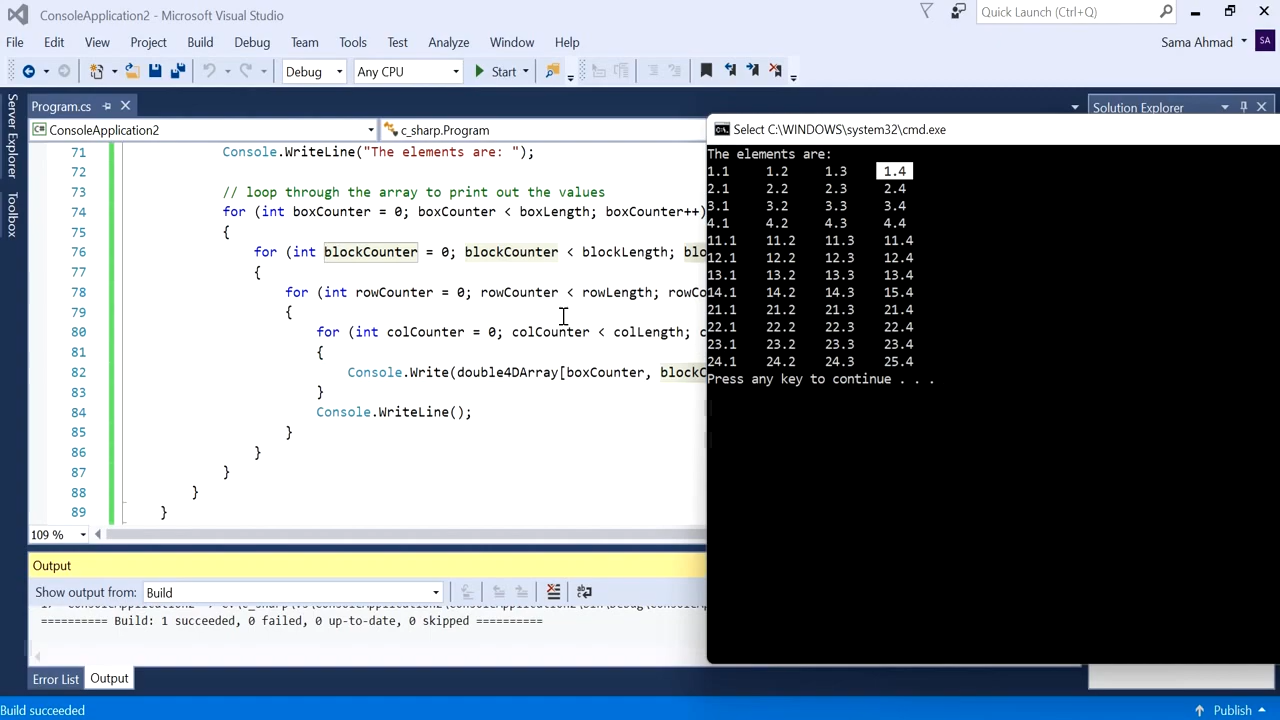 ConsoleApplication2 - Microsoft Visual Studio
Quick Launch (Ctrl+Q)
File Edit View Project Build Debug Team Tools Test Analyze Window Help
Sama Ahmad SA
Debug Any CPU Start
Server Explorer
Toolbox
Program.cs
Solution Explorer
ConsoleApplication2 c_sharp.Program
71 Console.WriteLine("The elements are: ");
72
73 // loop through the array to print out the values
74 for (int boxCounter = 0; boxCounter < boxLength; boxCounter++)
75 {
76 for (int blockCounter = 0; blockCounter < blockLength; blo
77 {
78 for (int rowCounter = 0; rowCounter < rowLength; rowCo
79 {
80 for (int colCounter = 0; colCounter < colLength; c
81 {
82 Console.Write(double4DArray[boxCounter, blockC
83 }
84 Console.WriteLine();
85 }
86 }
87 }
88 }
89 }
109 %
Select C:\WINDOWS\system32\cmd.exe
The elements are:
1.1 1.2 1.3 1.4
2.1 2.2 2.3 2.4
3.1 3.2 3.3 3.4
4.1 4.2 4.3 4.4
11.1 11.2 11.3 11.4
12.1 12.2 12.3 12.4
13.1 13.2 13.3 13.4
14.1 14.2 14.3 15.4
21.1 21.2 21.3 21.4
22.1 22.2 22.3 22.4
23.1 23.2 23.3 23.4
24.1 24.2 24.3 25.4
Press any key to continue . . .
Output
Show output from: Build
========== Build: 1 succeeded, 0 failed, 0 up-to-date, 0 skipped ==========
Error List Output
Build succeeded
Publish